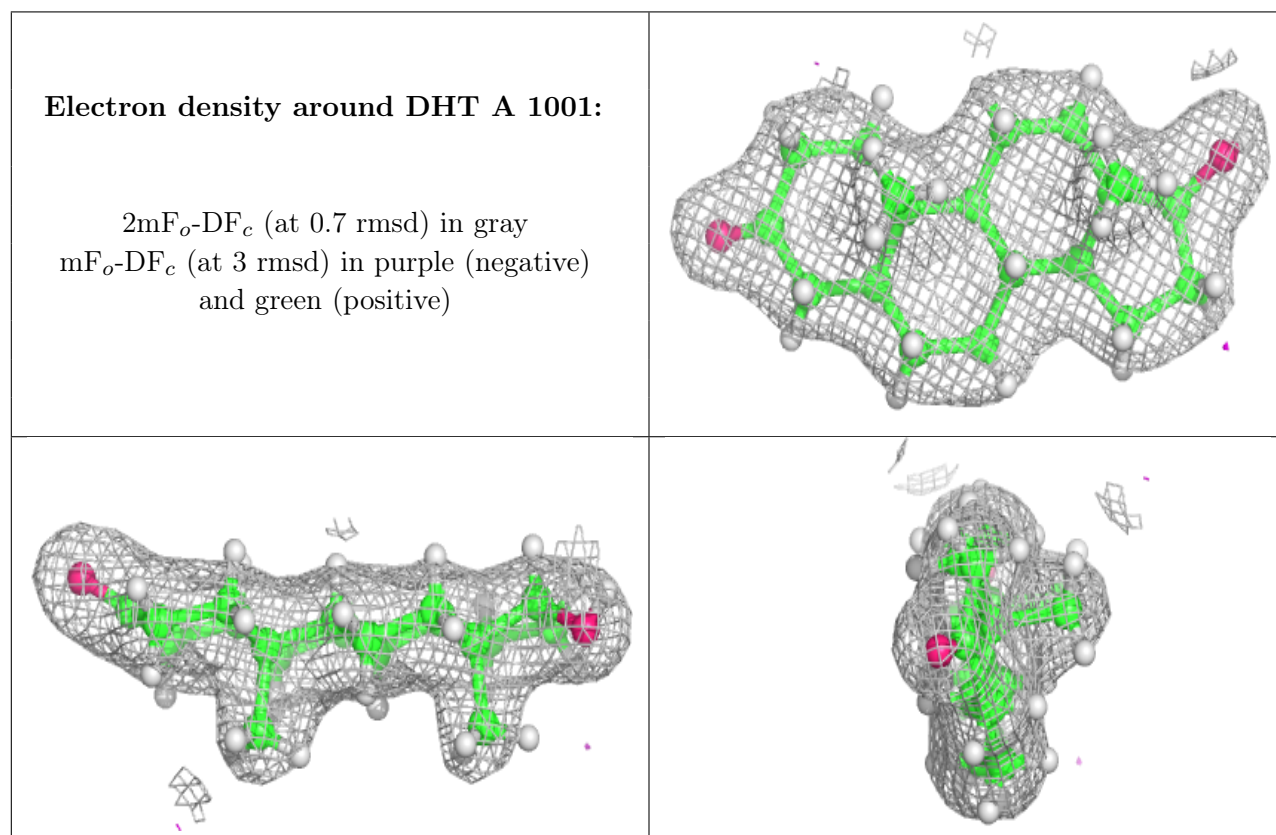 Electron density around DHT A 1001:
2mFₒ-DF𝒸 (at 0.7 rmsd) in gray
mFₒ-DF𝒸 (at 3 rmsd) in purple (negative)
and green (positive)